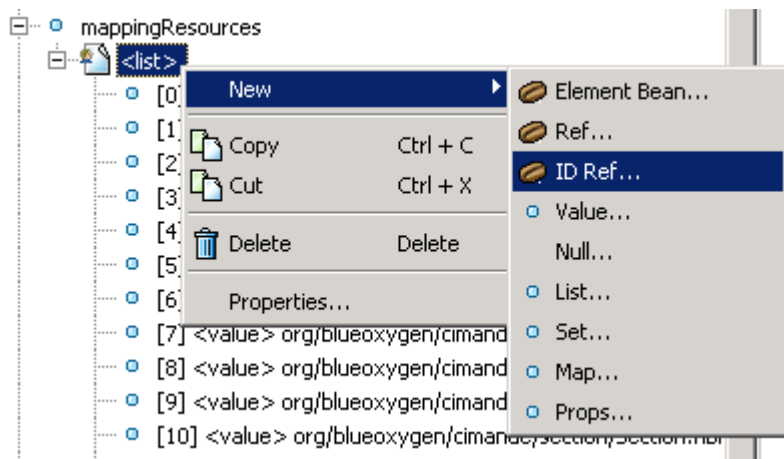 mappingResources
<list>
[0]
[1]
[2]
[3]
[4]
[5]
[6]
[7] <value> org/blueoxygen/cimand
[8] <value> org/blueoxygen/cimand
[9] <value> org/blueoxygen/cimand
[10] <value> org/blueoxygen/cimande/section/Section.hbr
New
Copy Ctrl + C
Cut Ctrl + X
Delete Delete
Properties...
Element Bean...
Ref...
ID Ref...
Value...
Null...
List...
Set...
Map...
Props...